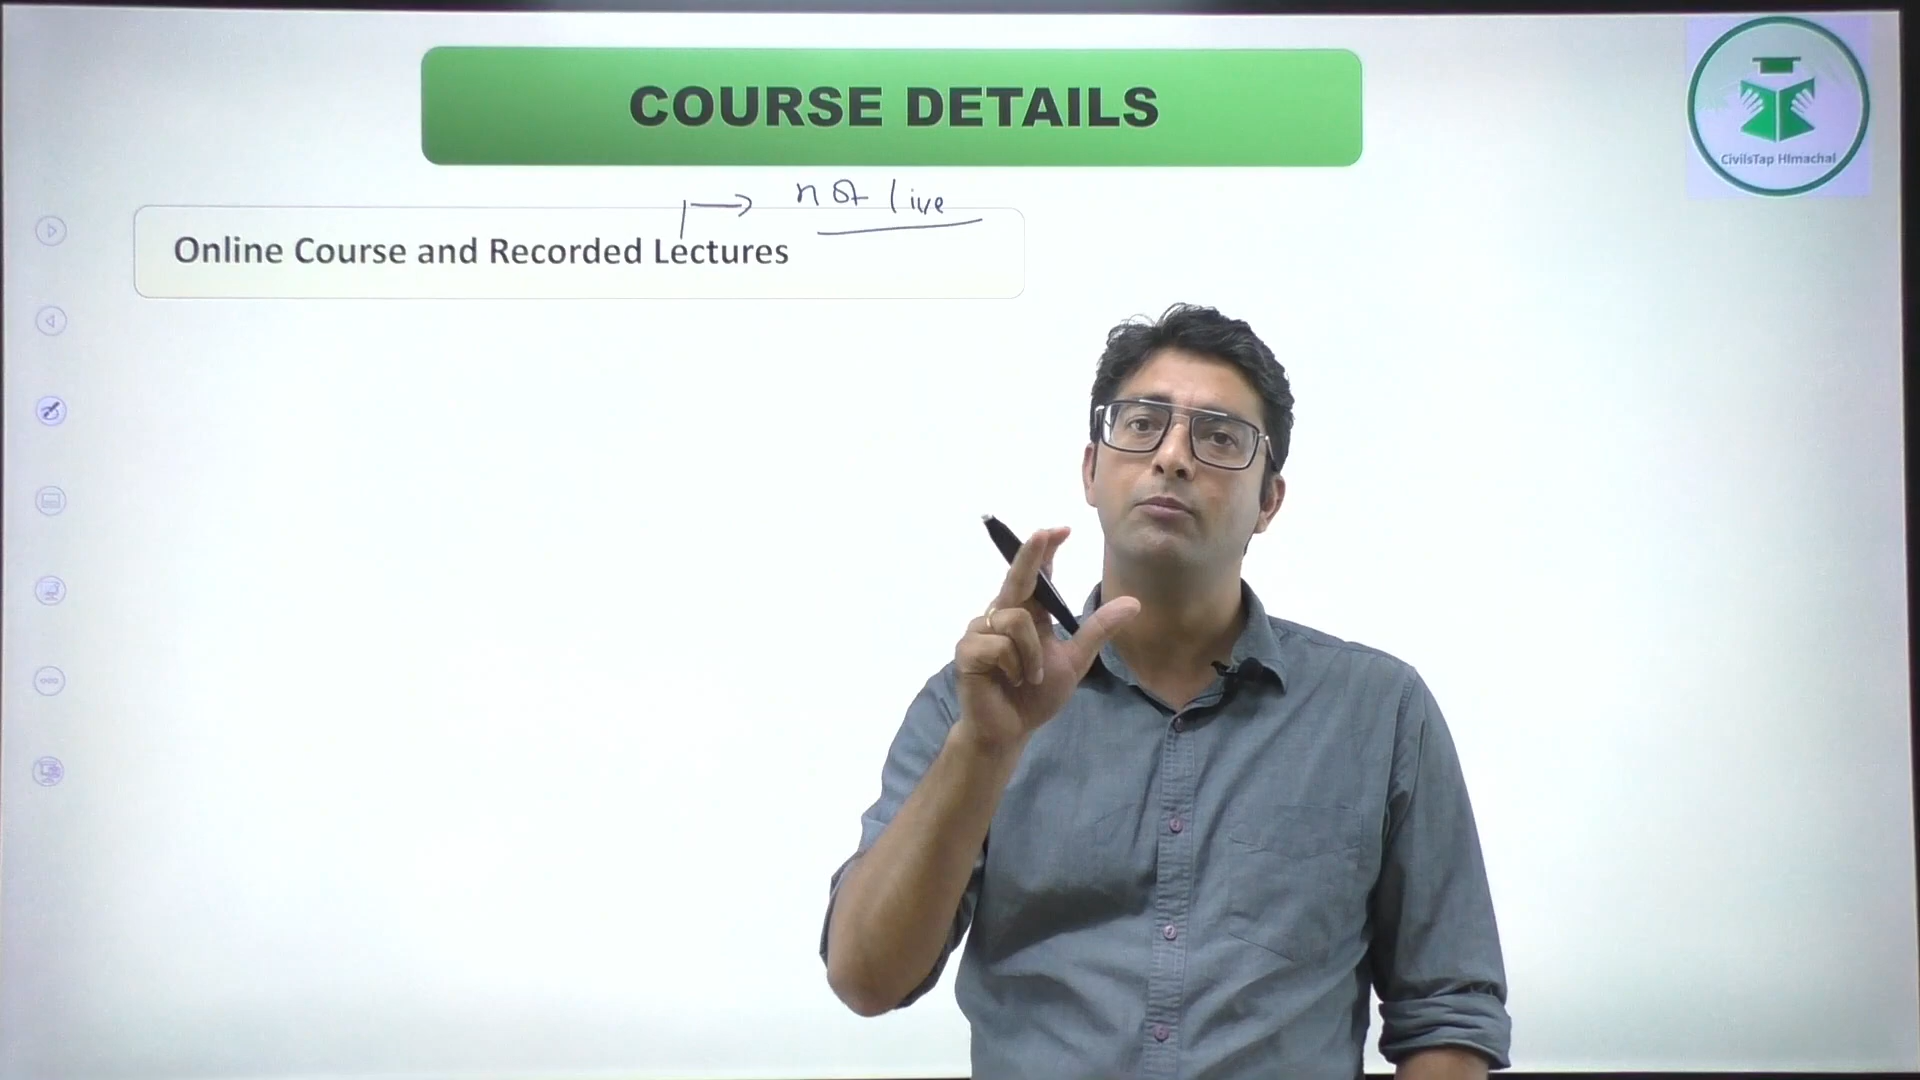 COURSE DETAILS
CivilsTap HImachal
not live
Online Course and Recorded Lectures